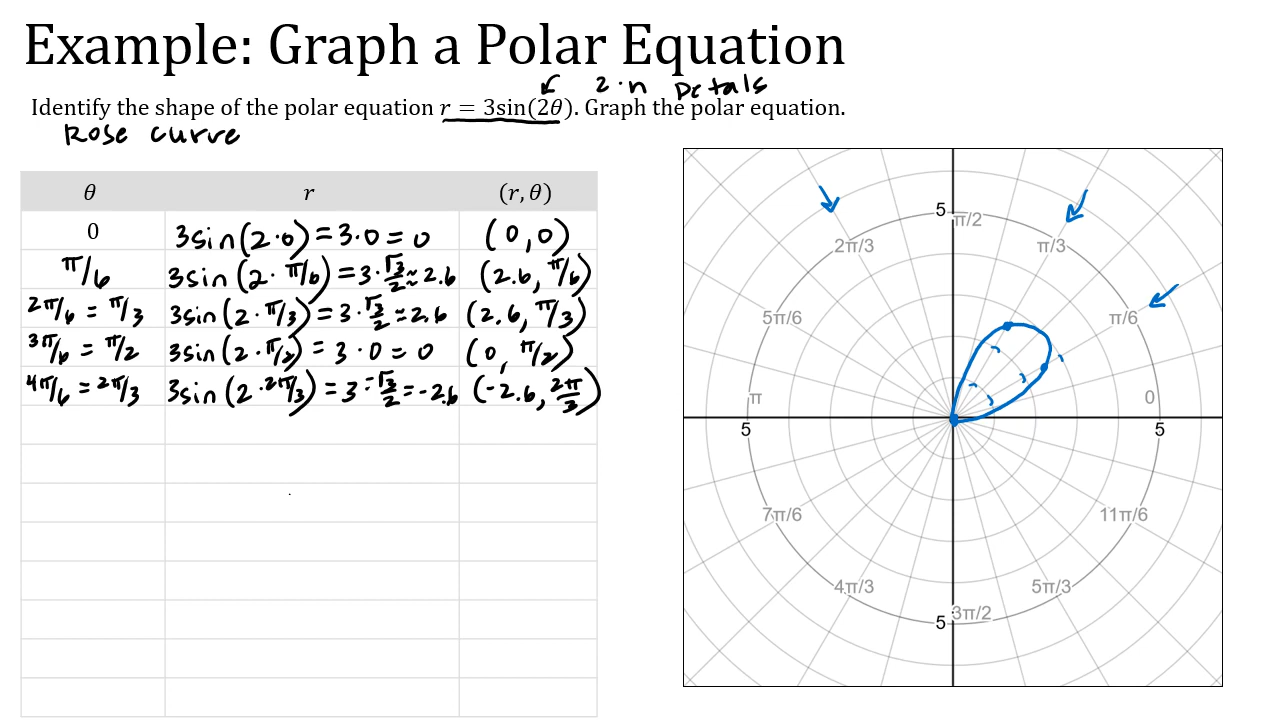 Example: Graph a Polar Equation
2·n petals
Identify the shape of the polar equation r = 3sin(2θ). Graph the polar equation.
Rose curve
θ r (r, θ)
0 3sin(2·0) = 3·0 = 0 (0,0)
π/6 3sin(2·π/6) = 3·√3/2 ≈ 2.6 (2.6, π/6)
2π/6 = π/3 3sin(2·π/3) = 3·√3/2 ≈ 2.6 (2.6, π/3)
3π/6 = π/2 3sin(2·π/2) = 3·0 = 0 (0, π/2)
4π/6 = 2π/3 3sin(2·2π/3) = 3·-√3/2 = -2.6 (-2.6, 2π/3)
5 π/2
2π/3 π/3
5π/6 π/6
π 0
5 5
7π/6 11π/6
4π/3 5π/3
5 3π/2